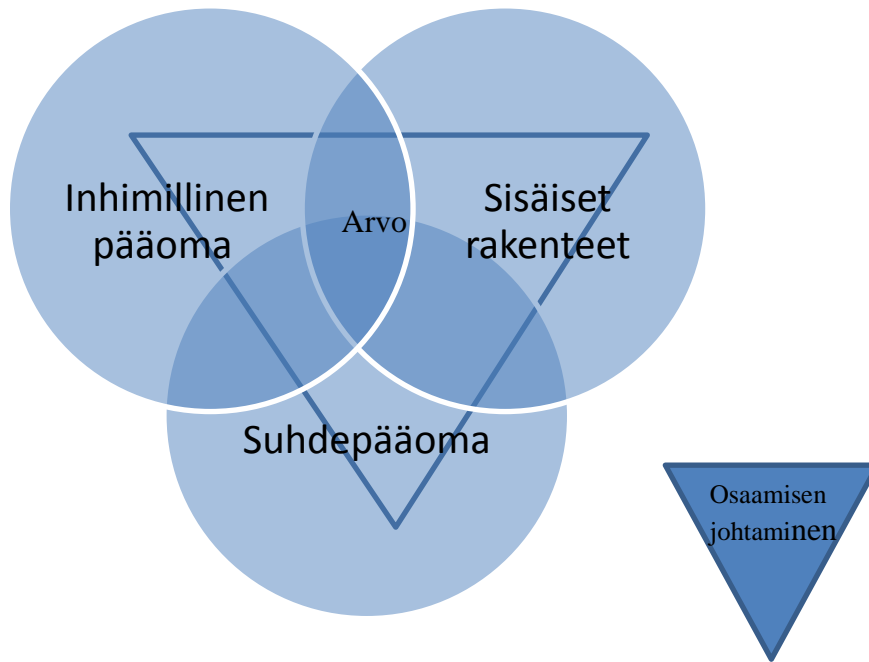 Inhimillinen
pääoma
Arvo
Sisäiset
rakenteet
Suhdepääoma
Osaamisen
johtaminen